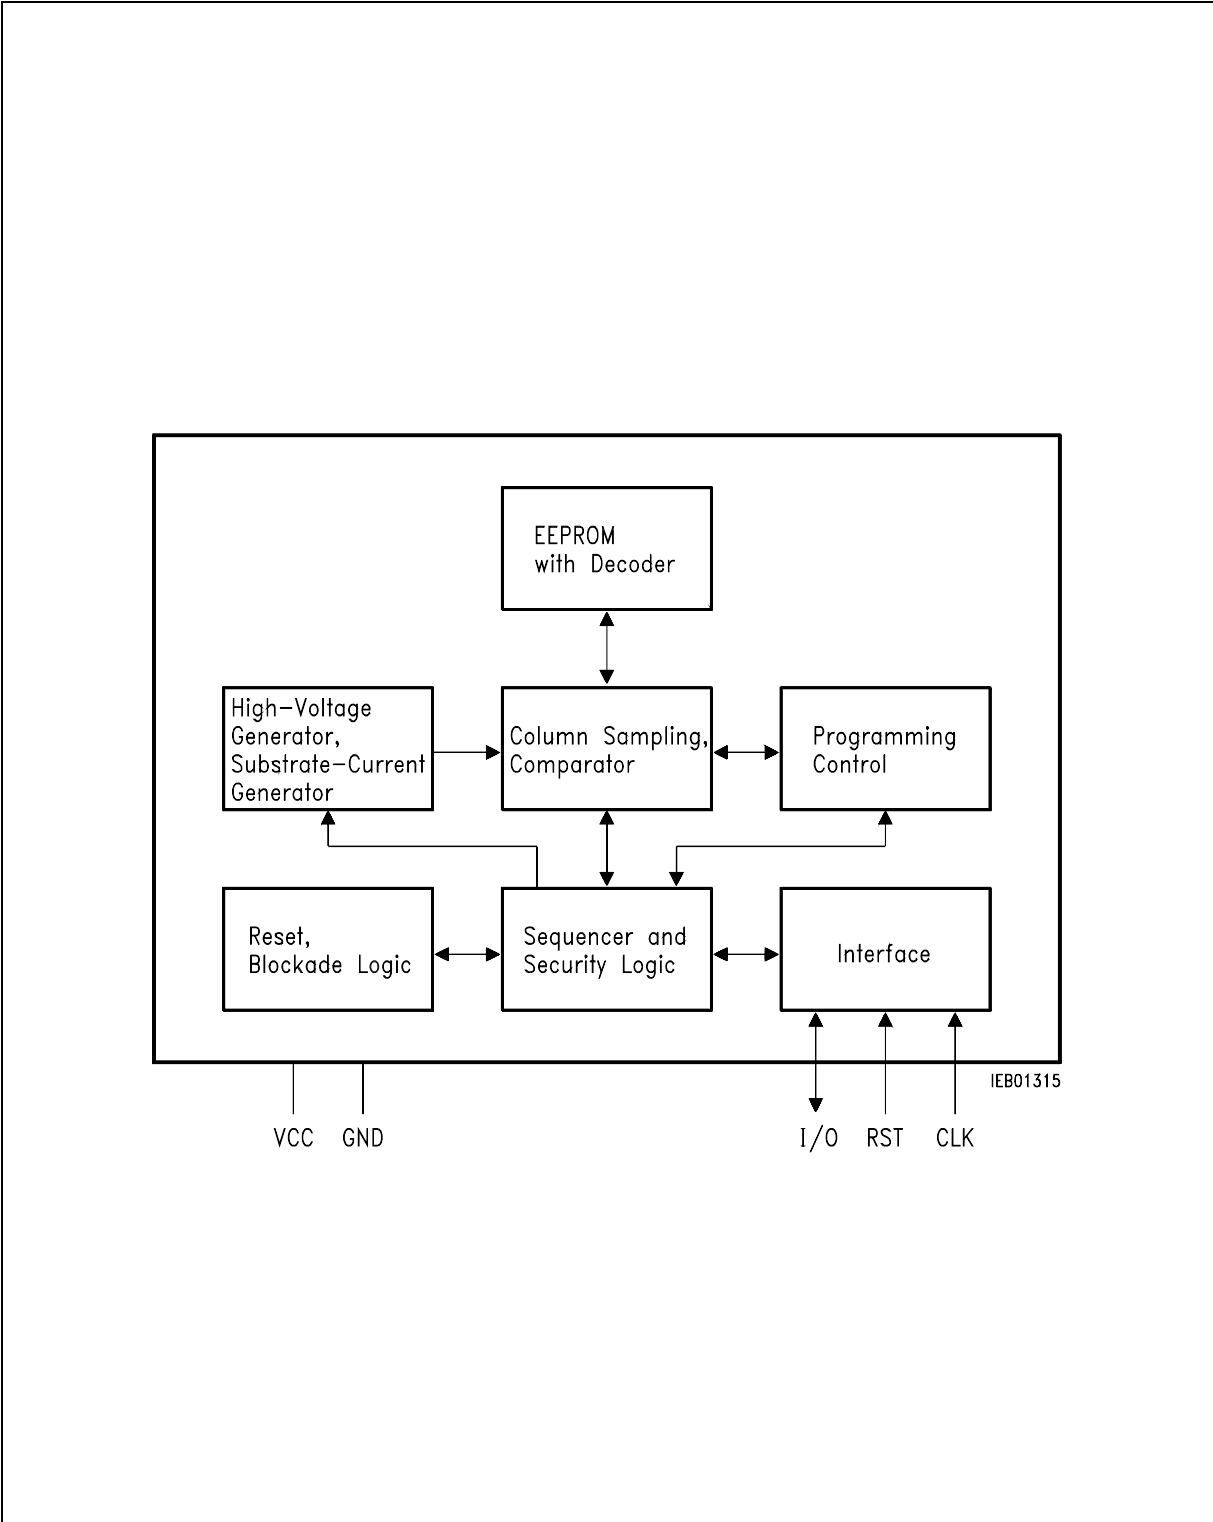 EEPROM
with Decoder
High-Voltage
Generator,
Substrate-Current
Generator
Column Sampling,
Comparator
Programming
Control
Reset,
Blockade Logic
Sequencer and
Security Logic
Interface
IEB01315
VCC GND I/O RST CLK